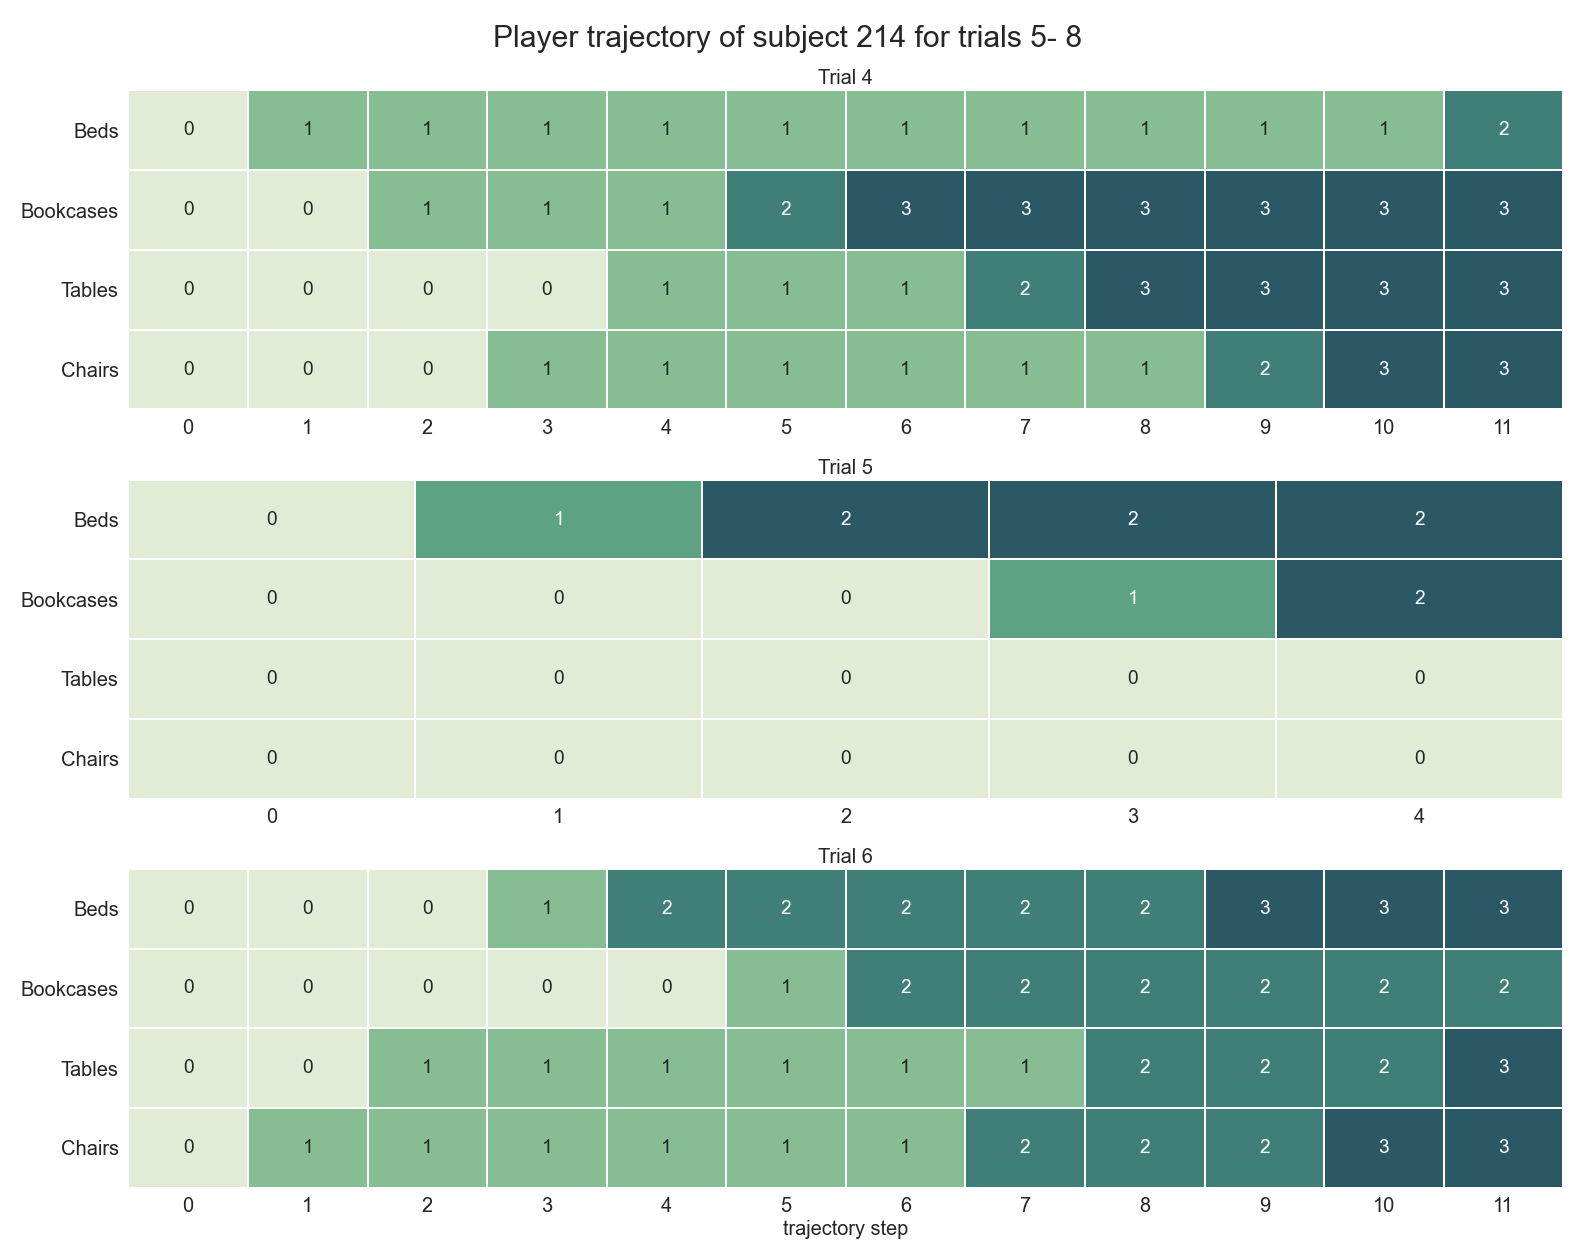 Player trajectory of subject 214 for trials 5- 8
Trial 4
Beds 0 1 1 1 1 1 1 1 1 1 1 2
Bookcases 0 0 1 1 1 2 3 3 3 3 3 3
Tables 0 0 0 0 1 1 1 2 3 3 3 3
Chairs 0 0 0 1 1 1 1 1 1 2 3 3
0 1 2 3 4 5 6 7 8 9 10 11
Trial 5
Beds 0 1 2 2 2
Bookcases 0 0 0 1 2
Tables 0 0 0 0 0
Chairs 0 0 0 0 0
0 1 2 3 4
Trial 6
Beds 0 0 0 1 2 2 2 2 2 3 3 3
Bookcases 0 0 0 0 0 1 2 2 2 2 2 2
Tables 0 0 1 1 1 1 1 1 2 2 2 3
Chairs 0 1 1 1 1 1 1 2 2 2 3 3
0 1 2 3 4 5 6 7 8 9 10 11
trajectory step